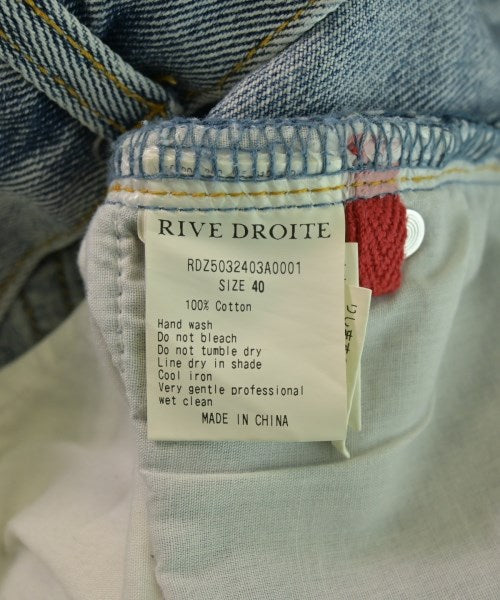 RIVE DROITE
RDZ5032403A0001
SIZE 40
100% Cotton
Hand wash
Do not bleach
Do not tumble dry
Line dry in shade
Cool iron
Very gentle professional
wet clean
MADE IN CHINA